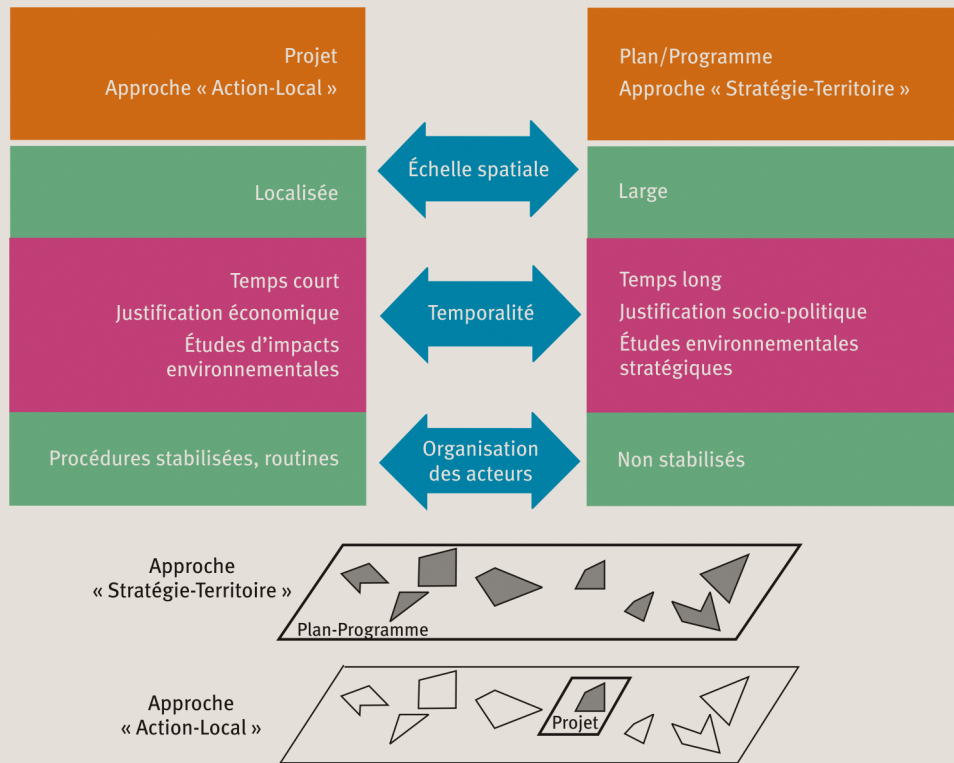 Projet
Approche « Action-Local »
Plan/Programme
Approche « Stratégie-Territoire »
Échelle spatiale
Localisée
Large
Temps court
Justification économique
Études d'impacts
environnementales
Temporalité
Temps long
Justification socio-politique
Études environnementales
stratégiques
Procédures stabilisées, routines
Organisation
des acteurs
Non stabilisés
Approche
« Stratégie-Territoire »
Plan-Programme
Approche
« Action-Local »
Projet